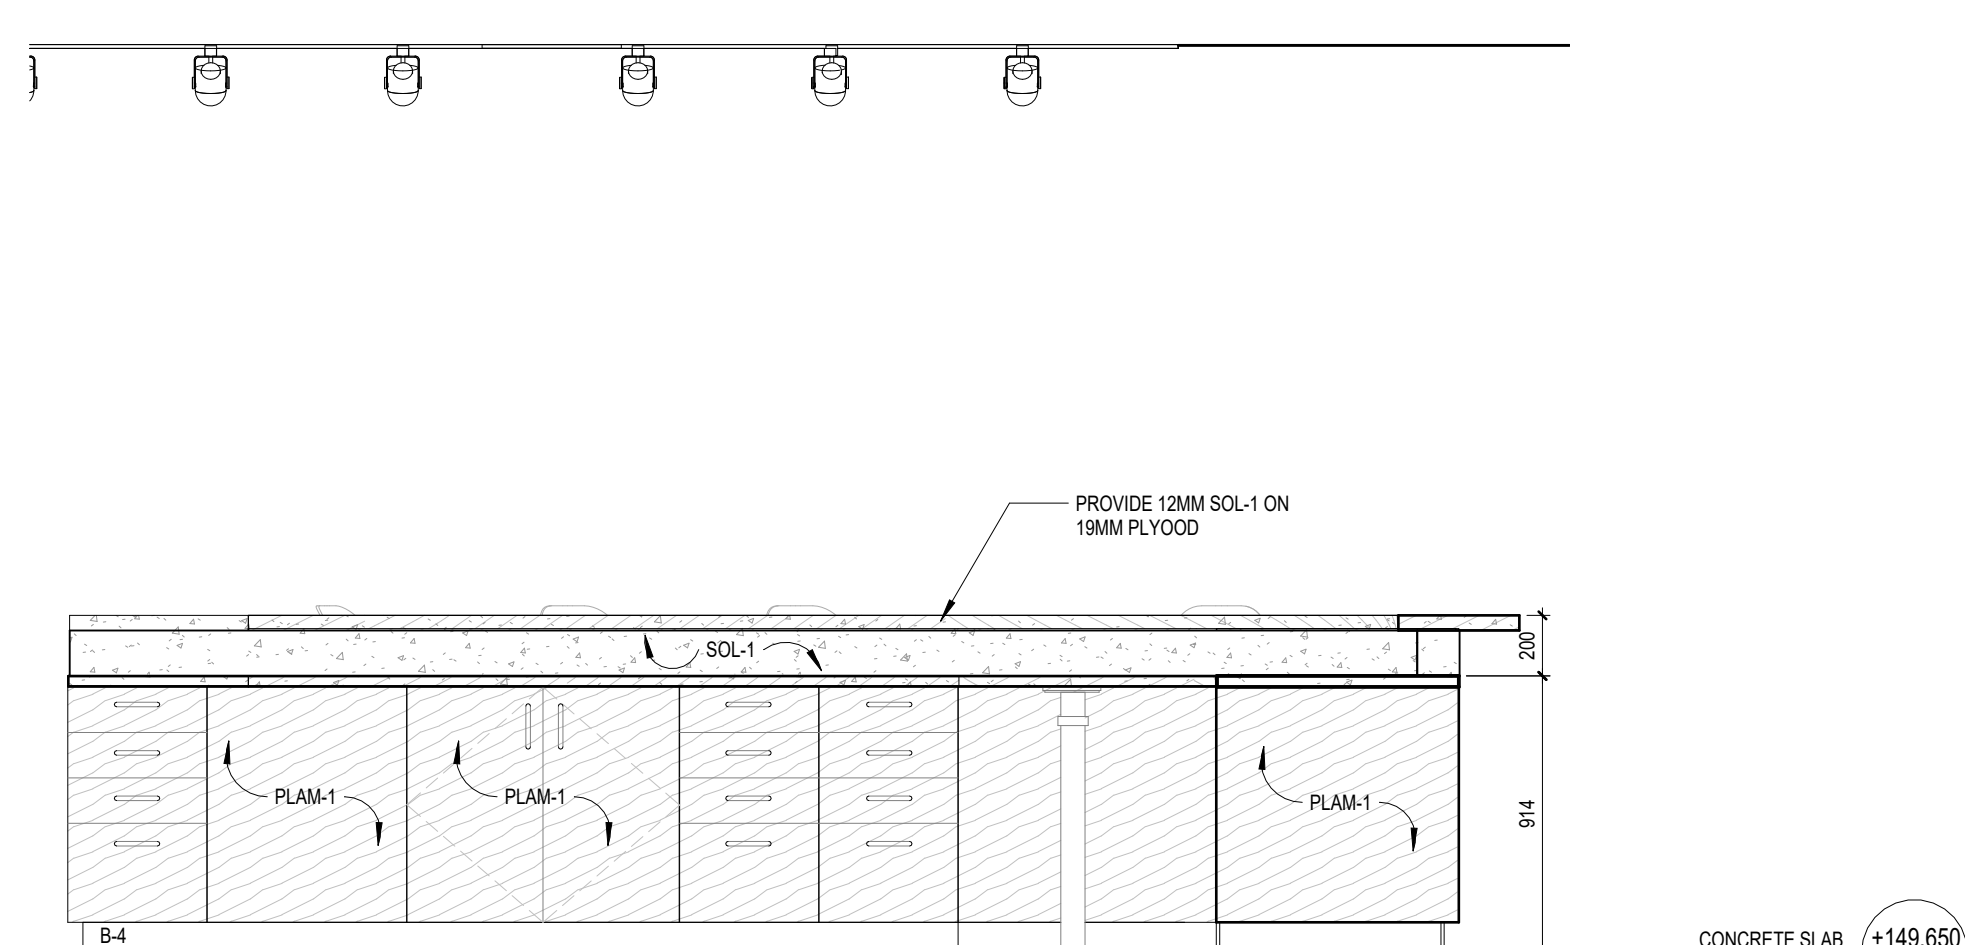 PROVIDE 12MM SOL-1 ON
19MM PLYOOD
SOL-1
200
PLAM-1
PLAM-1
PLAM-1
914
B-4
CONCRETE SLAB
+149.650